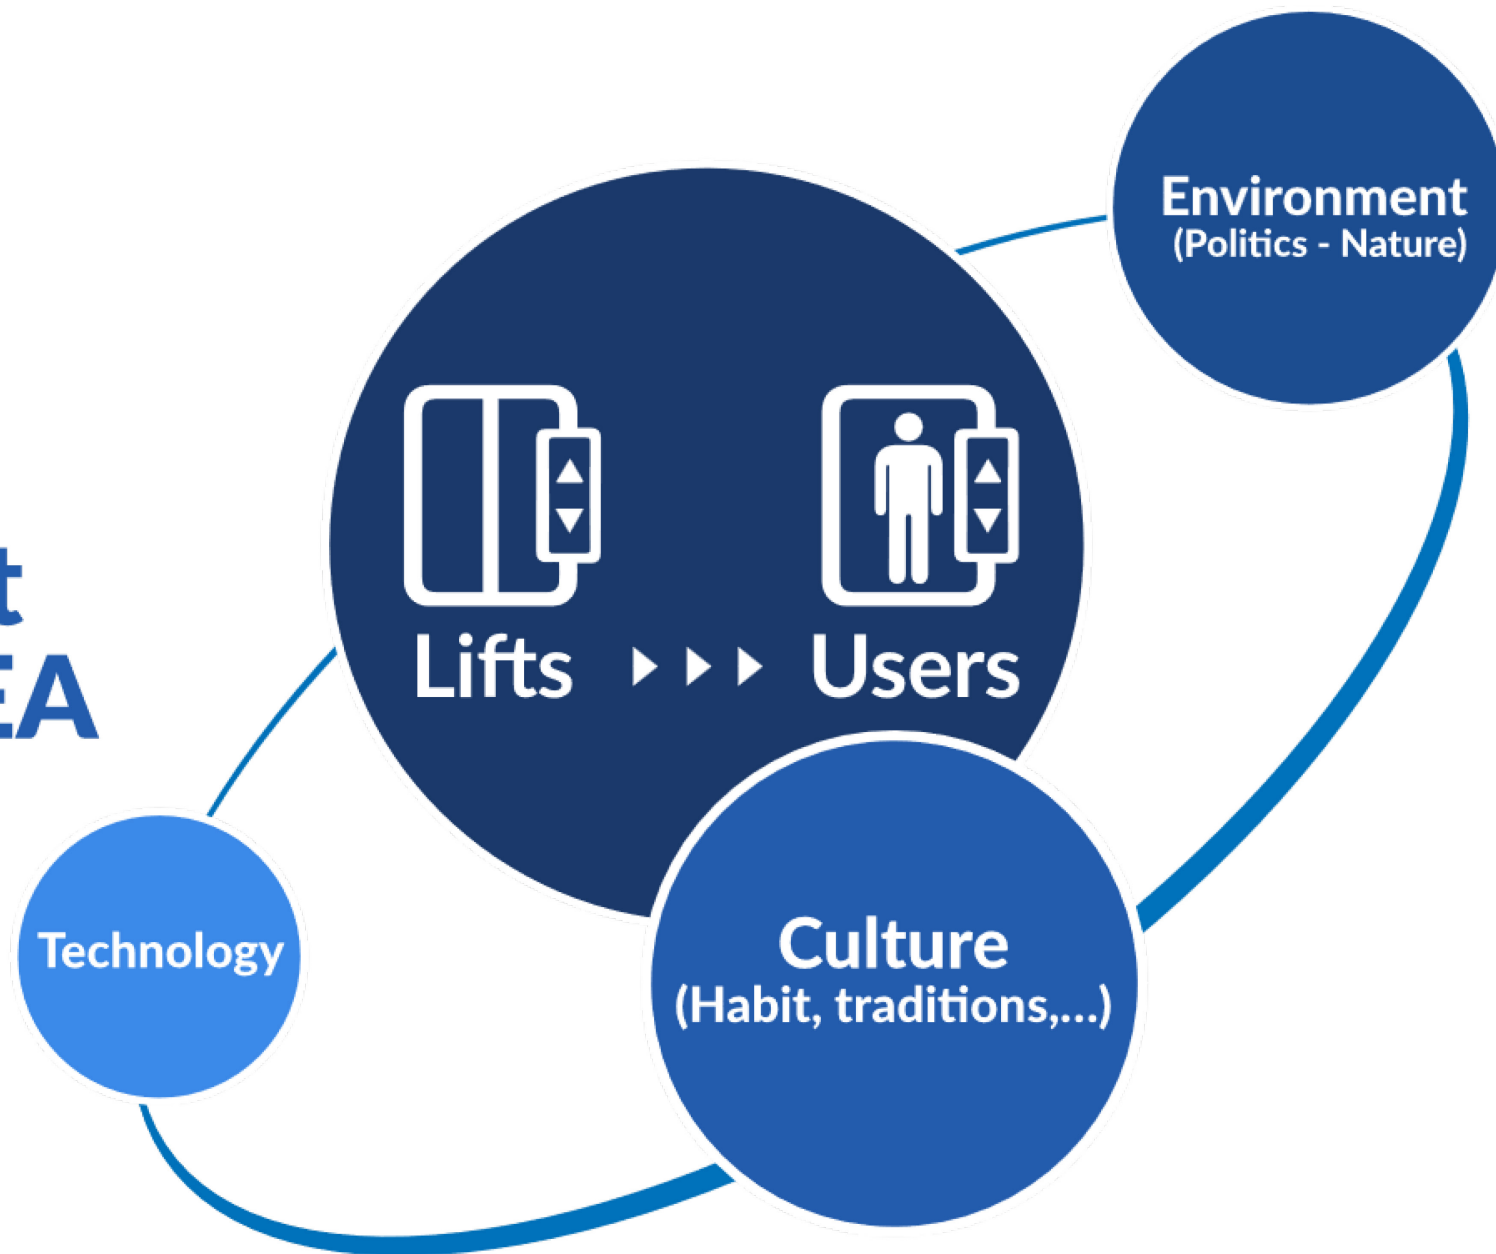 Environment
(Politics - Nature)
Lifts
Users
Technology
Culture
(Habit, traditions,...)